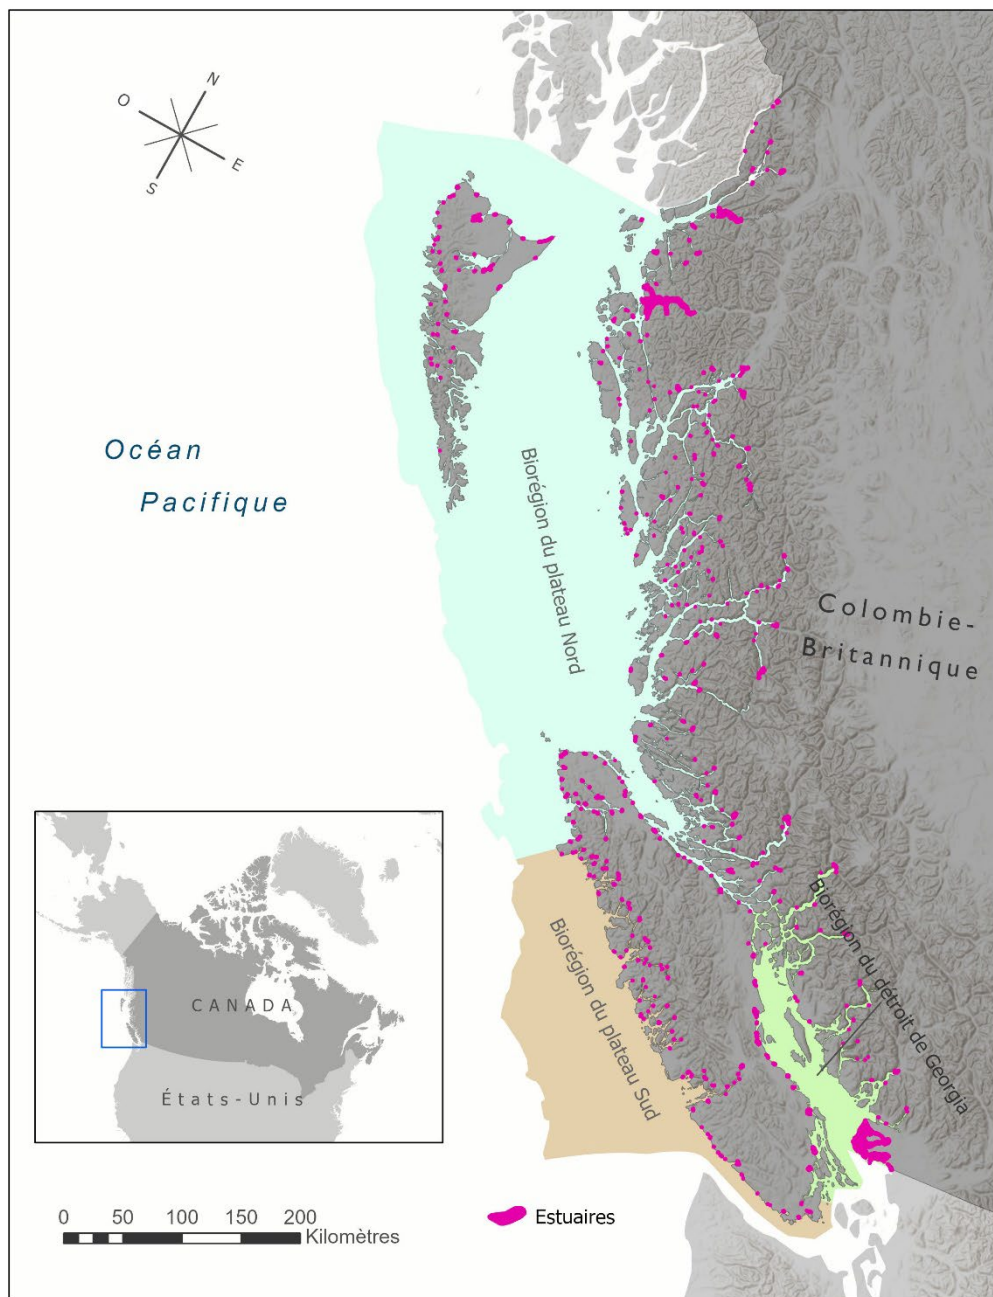 N
O
E
S
Océan
Pacifique
Biorégion du plateau Nord
Colombie-
Britannique
Biorégion du plateau Sud
Biorégion du détroit de Georgia
CANADA
États-Unis
0 50 100 150 200
Kilomètres
Estuaires